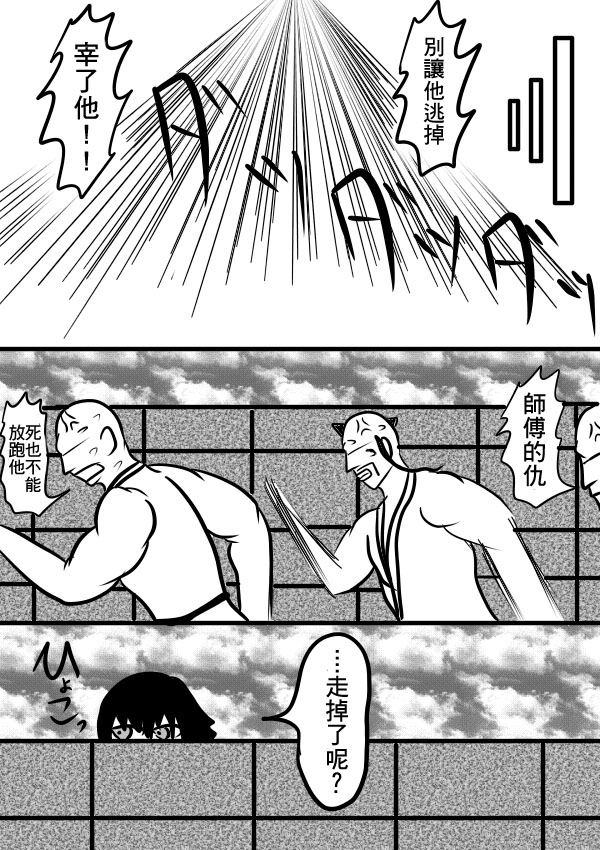 別讓他逃掉
宰了他！！
ダッダッダッ
師傅的仇
死也不能
放跑他
…走掉了呢？
ひょこっ